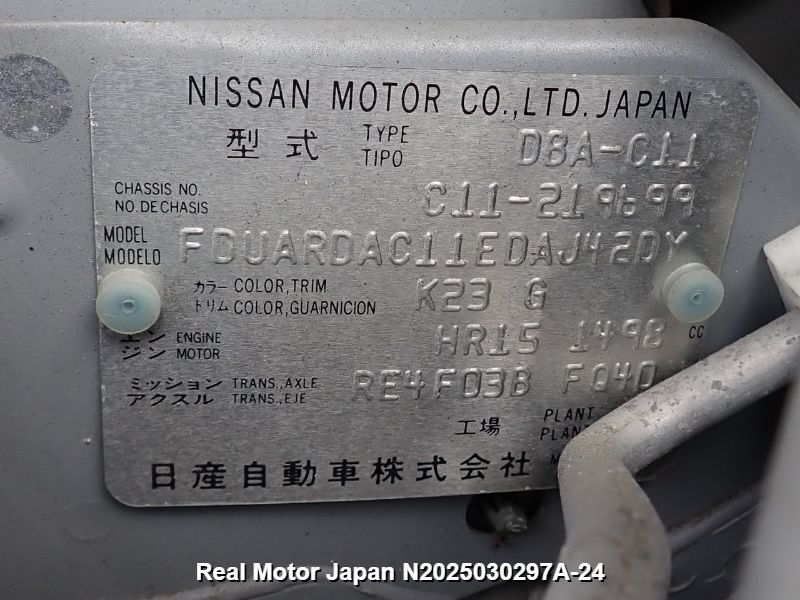 NISSAN MOTOR CO.,LTD. JAPAN
型式 TYPE TIPO DBA-C11
CHASSIS NO. NO. DE CHASIS C11-219699
MODEL MODELO FDUARDAC11EDAJ42DY
カラー COLOR,TRIM
トリム COLOR,GUARNICION K23 G
エン ENGINE
ジン MOTOR HR15 1498 CC
ミッション TRANS.,AXLE
アクスル TRANS.,EJE RE4F03B F040
工場 PLANT
日産自動車株式会社
Real Motor Japan N2025030297A-24